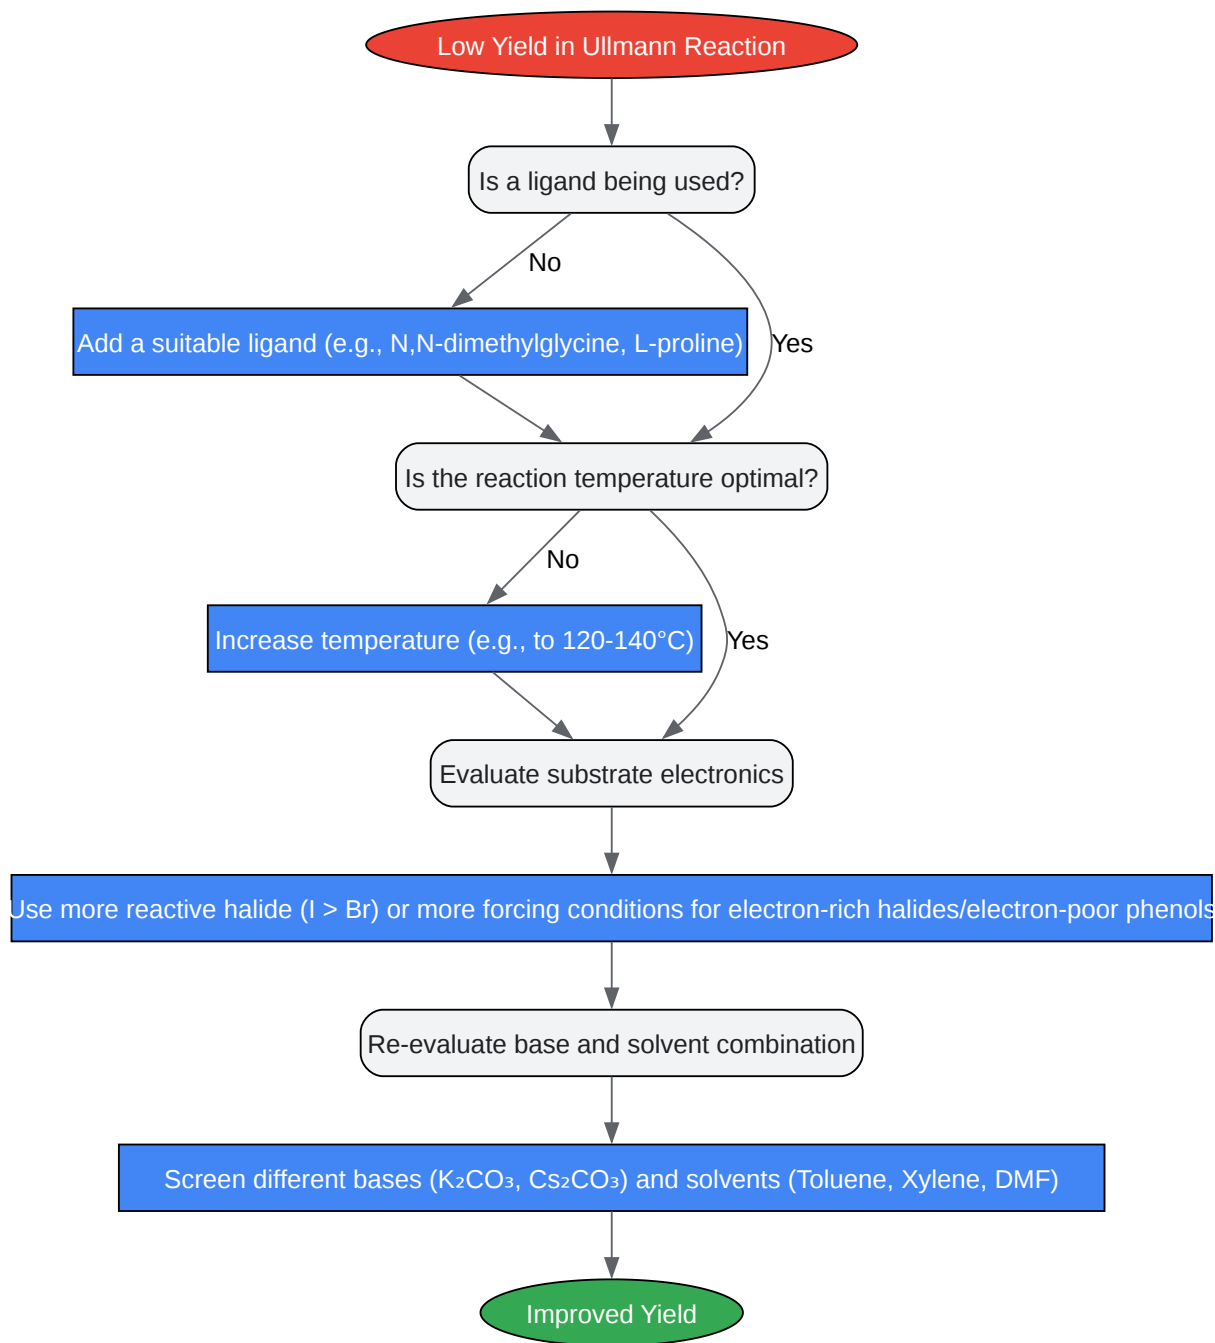 Low Yield in Ullmann Reaction
Is a ligand being used?
No
Add a suitable ligand (e.g., N,N-dimethylglycine, L-proline)
Yes
Is the reaction temperature optimal?
No
Increase temperature (e.g., to 120-140°C)
Yes
Evaluate substrate electronics
Use more reactive halide (I > Br) or more forcing conditions for electron-rich halides/electron-poor phenols
Re-evaluate base and solvent combination
Screen different bases (K₂CO₃, Cs₂CO₃) and solvents (Toluene, Xylene, DMF)
Improved Yield